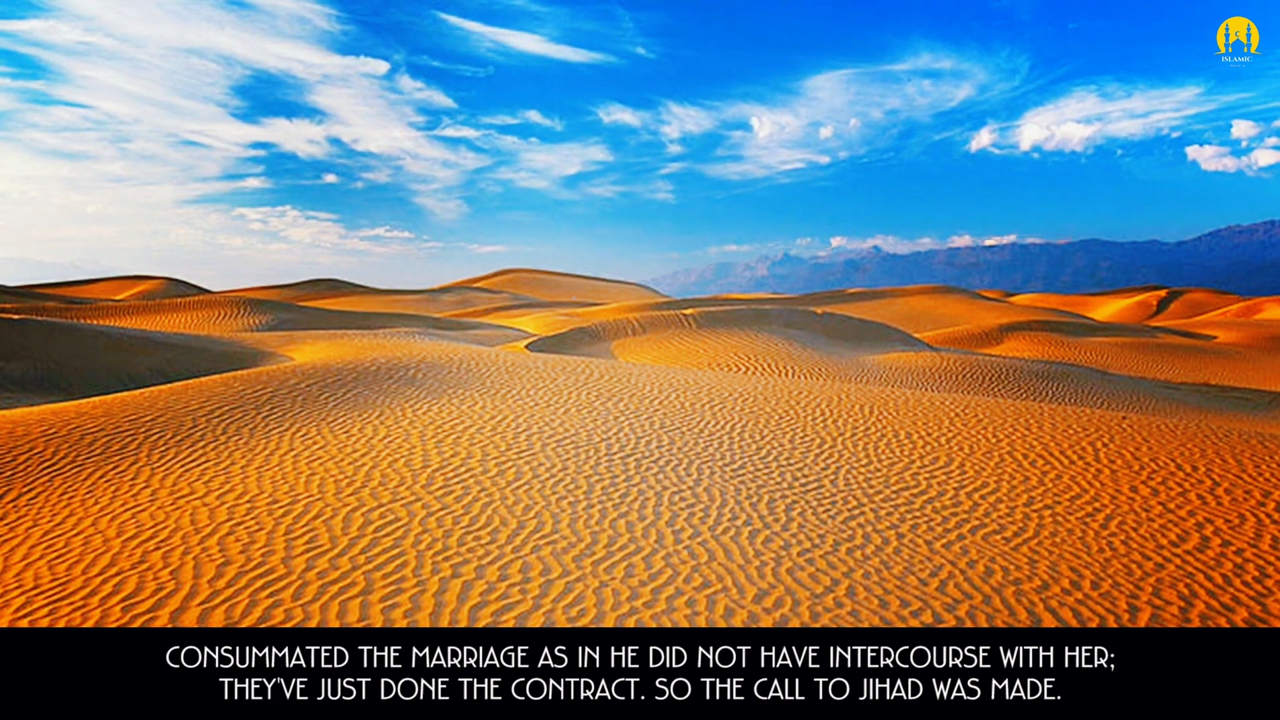 ISLAMIC
CONSUMMATED THE MARRIAGE AS IN HE DID NOT HAVE INTERCOURSE WITH HER;
THEY'VE JUST DONE THE CONTRACT. SO THE CALL TO JIHAD WAS MADE.